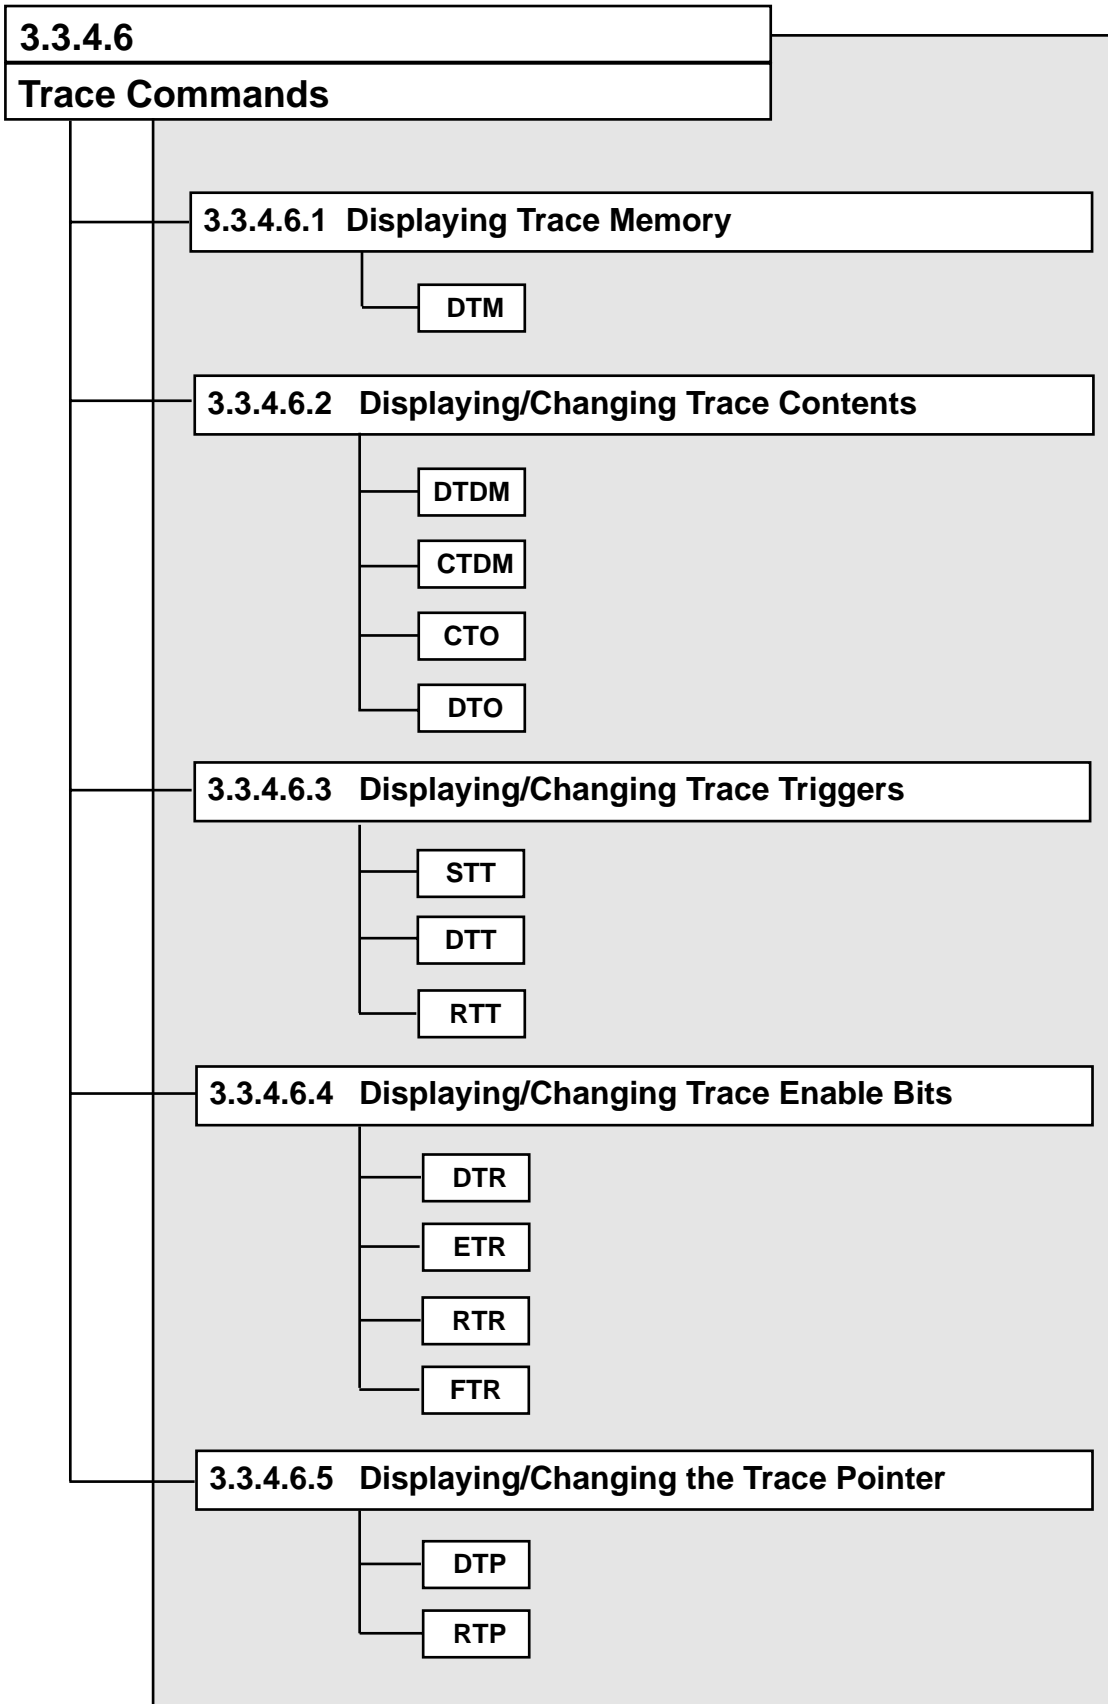 3.3.4.6
Trace Commands
3.3.4.6.1 Displaying Trace Memory
DTM
3.3.4.6.2 Displaying/Changing Trace Contents
DTDM
CTDM
CTO
DTO
3.3.4.6.3 Displaying/Changing Trace Triggers
STT
DTT
RTT
3.3.4.6.4 Displaying/Changing Trace Enable Bits
DTR
ETR
RTR
FTR
3.3.4.6.5 Displaying/Changing the Trace Pointer
DTP
RTP